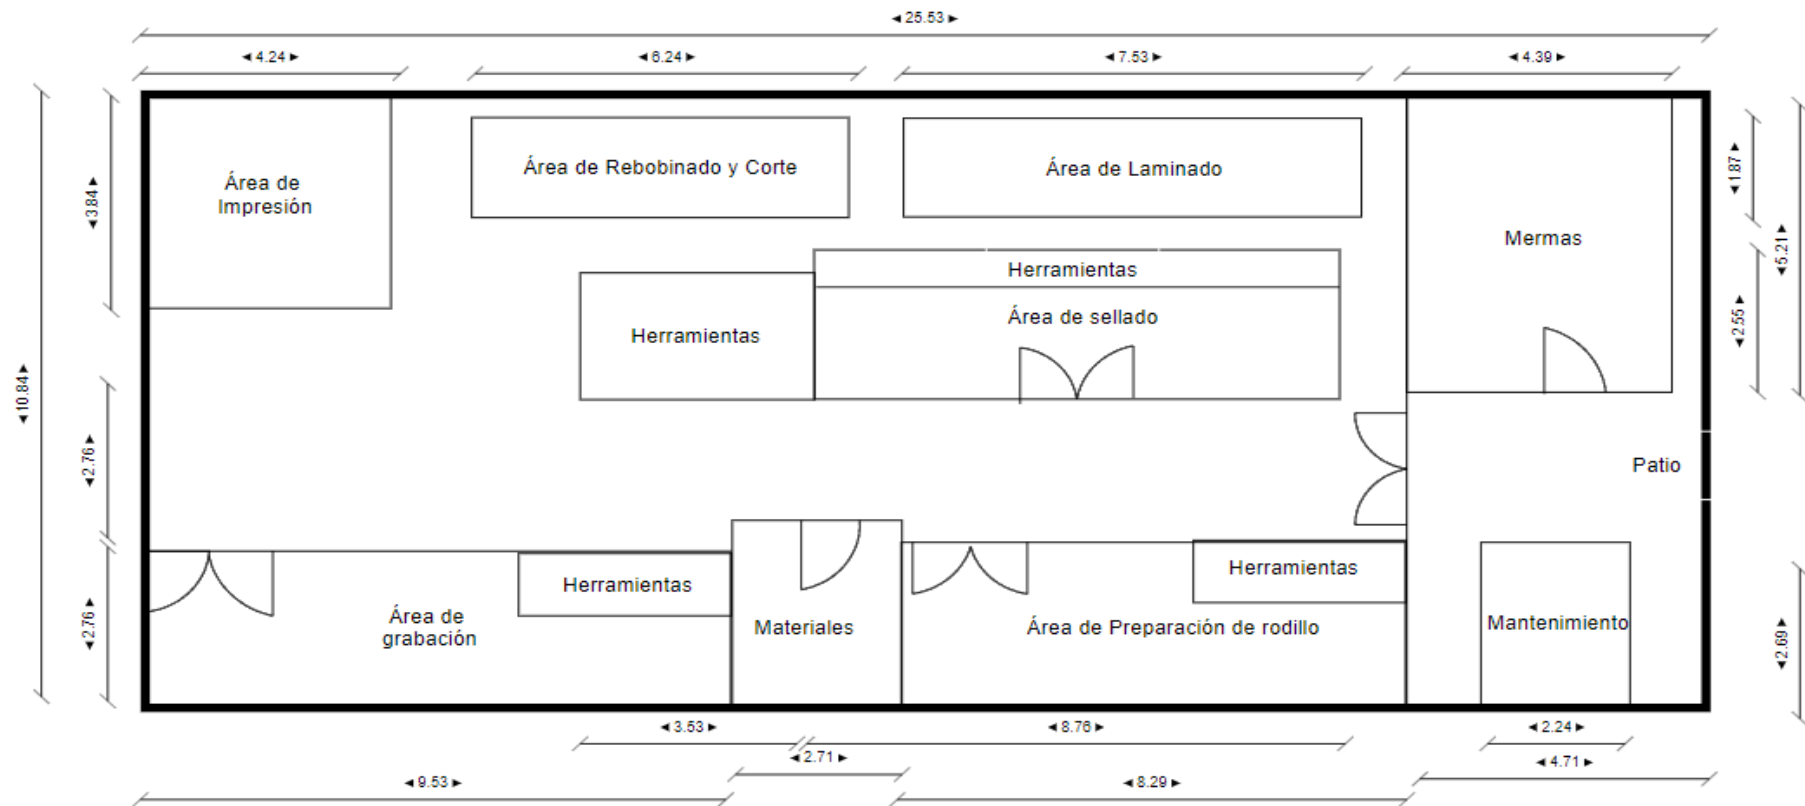 ◄25.53►
◄4.24►
◄6.24►
◄7.53►
◄4.39►
◄3.84►
◄10.84►
◄2.76►
◄2.76►
Área de
Impresión
Área de Rebobinado y Corte
Área de Laminado
Mermas
Herramientas
Área de sellado
Herramientas
◄1.87►
◄5.21►
◄2.55►
Patio
Herramientas
Área de
grabación
Materiales
Herramientas
Área de Preparación de rodillo
Mantenimiento
◄2.69►
◄3.53►
◄8.76►
◄2.24►
◄2.71►
◄4.71►
◄9.53►
◄8.29►